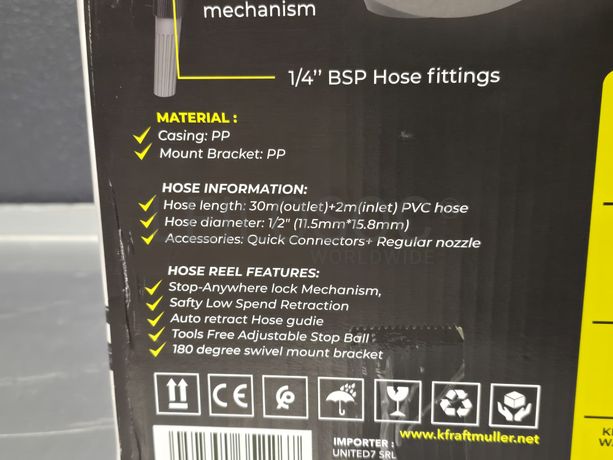 mechanism
1/4’’ BSP Hose fittings
MATERIAL :
Casing: PP
Mount Bracket: PP
HOSE INFORMATION:
Hose length: 30m(outlet)+2m(inlet) PVC hose
Hose diameter: 1/2" (11.5mm*15.8mm)
Accessories: Quick Connectors+ Regular nozzle
WORLDWIDE
HOSE REEL FEATURES:
Stop-Anywhere lock Mechanism,
Safty Low Spend Retraction
Auto retract Hose gudie
Tools Free Adjustable Stop Ball
180 degree swivel mount bracket
CE
www.kfraftmuller.net
IMPORTER :
UNITED7 SRL